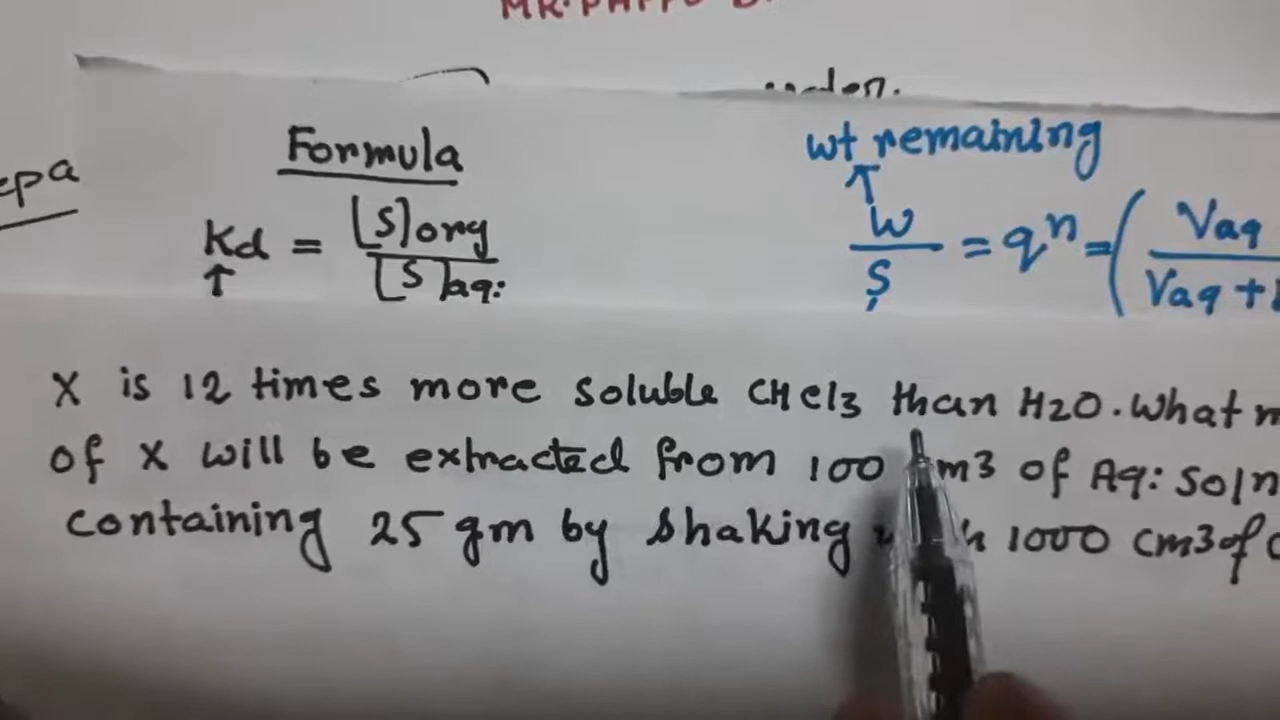 Formula
Kd = [S]org
[S]aq:
wt remaining
W = qn = ( Vaq
S Vaq +
X is 12 times more soluble CHCl3 than H2O. What
of X will be extracted from 100 cm3 of Aq: Soln
containing 25 gm by shaking 1000 cm3 of